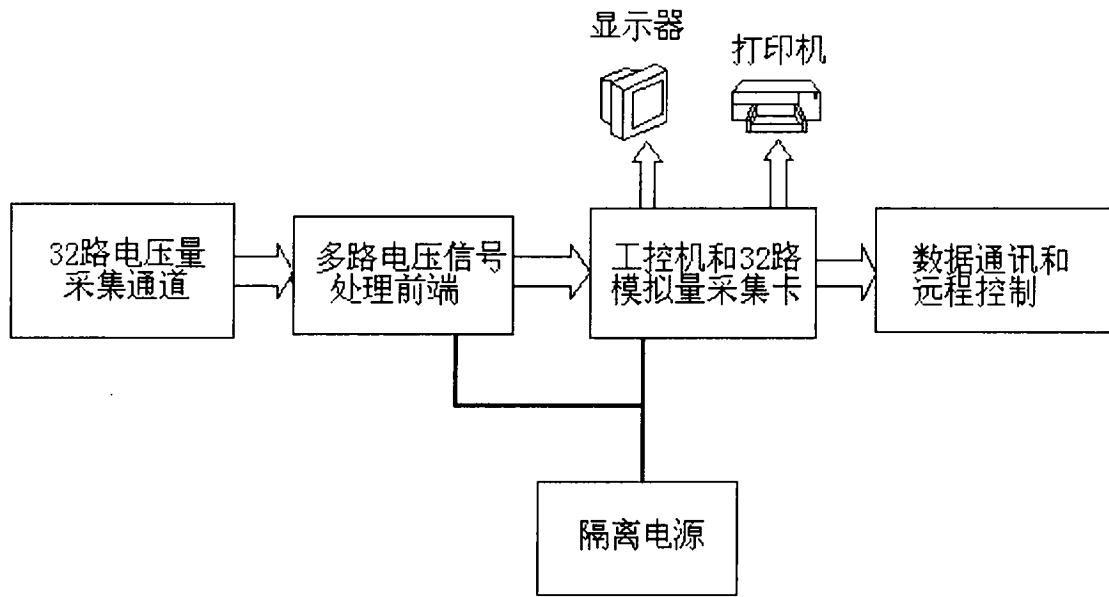 显示器
打印机
32路电压量
采集通道
多路电压信号
处理前端
工控机和32路
模拟量采集卡
数据通讯和
远程控制
隔离电源